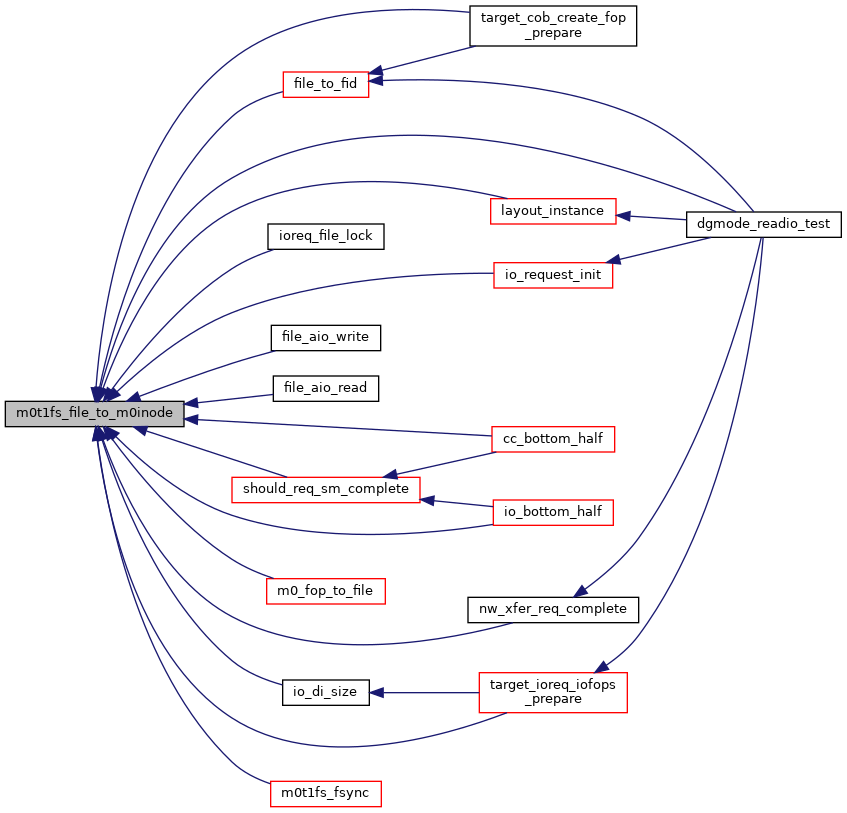 target_cob_create_fop
_prepare
file_to_fid
layout_instance
dgmode_readio_test
ioreq_file_lock
io_request_init
file_aio_write
file_aio_read
m0t1fs_file_to_m0inode
cc_bottom_half
should_req_sm_complete
io_bottom_half
m0_fop_to_file
nw_xfer_req_complete
io_di_size
target_ioreq_iofops
_prepare
m0t1fs_fsync